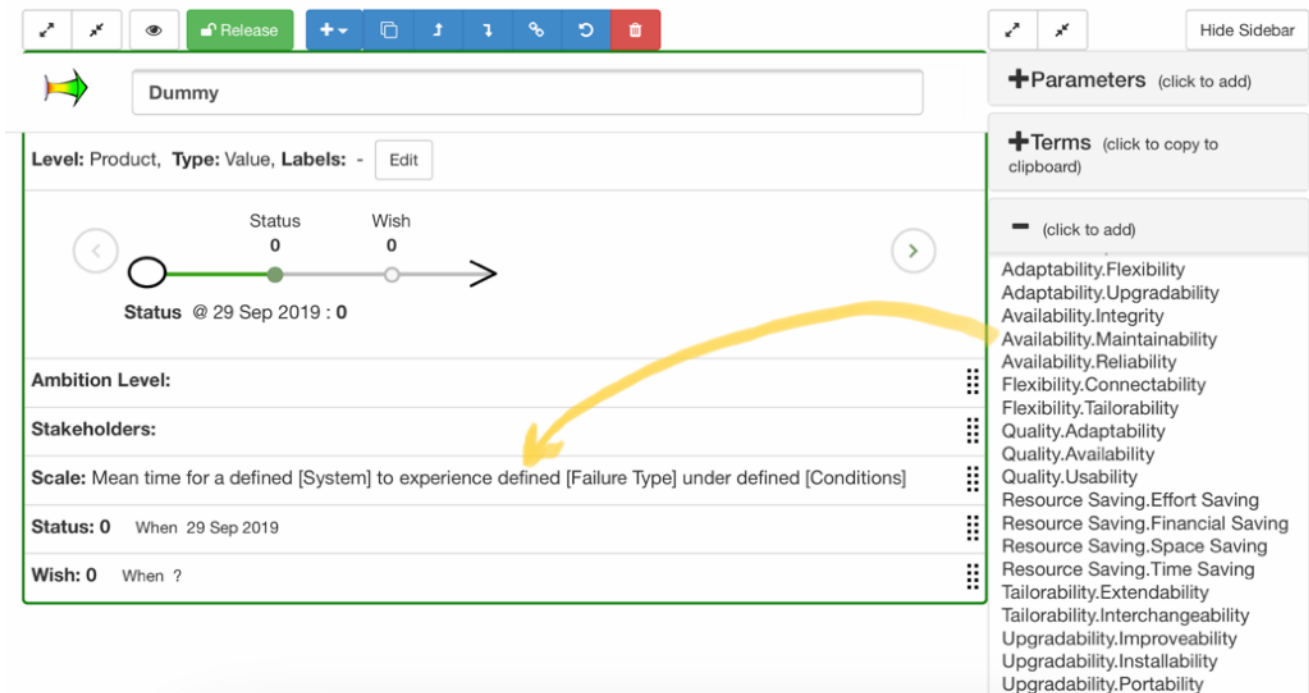 Release
Hide Sidebar
Dummy
+Parameters (click to add)
Level: Product, Type: Value, Labels: - Edit
+Terms (click to copy to
clipboard)
Status Wish
0 0
Status @ 29 Sep 2019 : 0
Ambition Level:
Stakeholders:
Scale: Mean time for a defined [System] to experience defined [Failure Type] under defined [Conditions]
Status: 0 When 29 Sep 2019
Wish: 0 When ?
- (click to add)
Adaptability.Flexibility
Adaptability.Upgradability
Availability.Integrity
Availability.Maintainability
Availability.Reliability
Flexibility.Connectability
Flexibility.Tailorability
Quality.Adaptability
Quality.Availability
Quality.Usability
Resource Saving.Effort Saving
Resource Saving.Financial Saving
Resource Saving.Space Saving
Resource Saving.Time Saving
Tailorability.Extendability
Tailorability.Interchangeability
Upgradability.Improveability
Upgradability.Installability
Upgradability.Portability